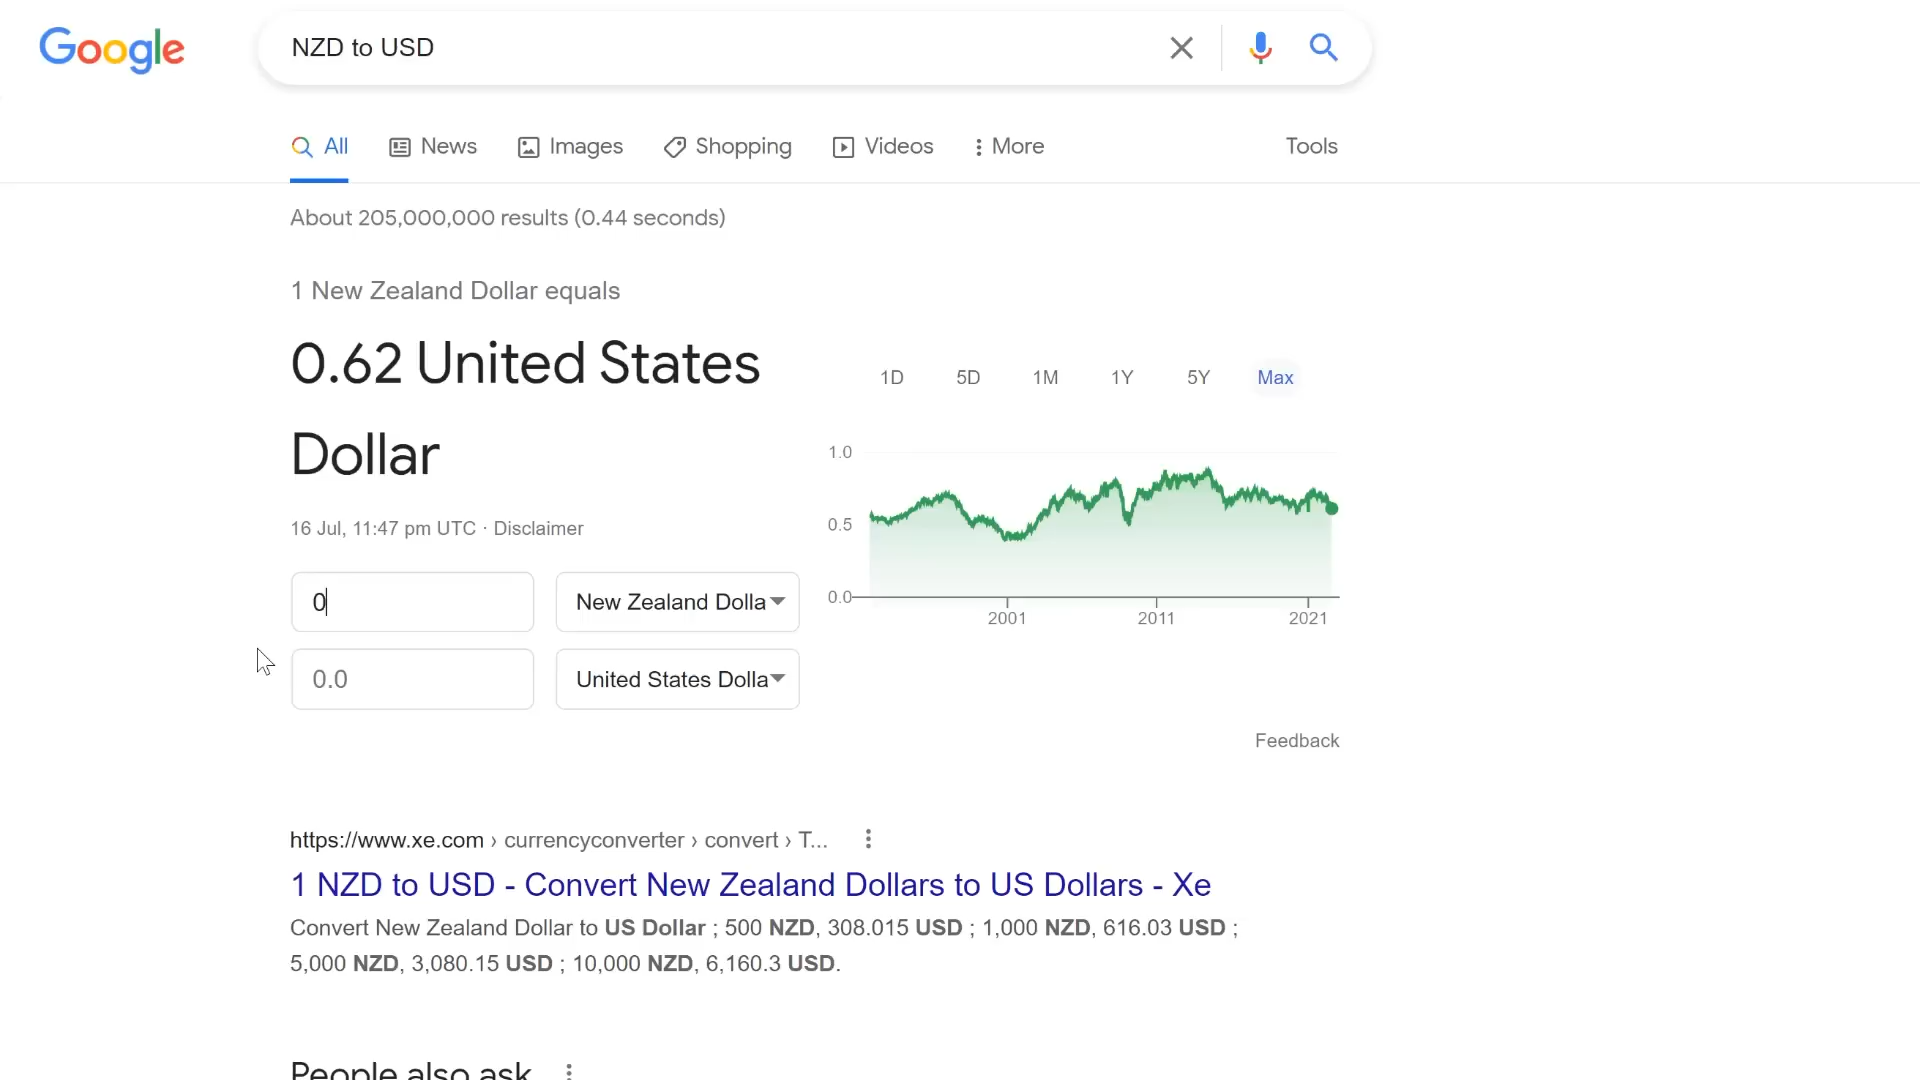 Google
NZD to USD
All News Images Shopping Videos More Tools
About 205,000,000 results (0.44 seconds)
1 New Zealand Dollar equals
0.62 United States
Dollar
16 Jul, 11:47 pm UTC · Disclaimer
0 New Zealand Dolla
0.0 United States Dolla
1D 5D 1M 1Y 5Y Max
1.0
0.5
0.0
2001 2011 2021
Feedback
https://www.xe.com › currencyconverter › convert › T...
1 NZD to USD - Convert New Zealand Dollars to US Dollars - Xe
Convert New Zealand Dollar to US Dollar ; 500 NZD, 308.015 USD ; 1,000 NZD, 616.03 USD ;
5,000 NZD, 3,080.15 USD ; 10,000 NZD, 6,160.3 USD.
People also ask